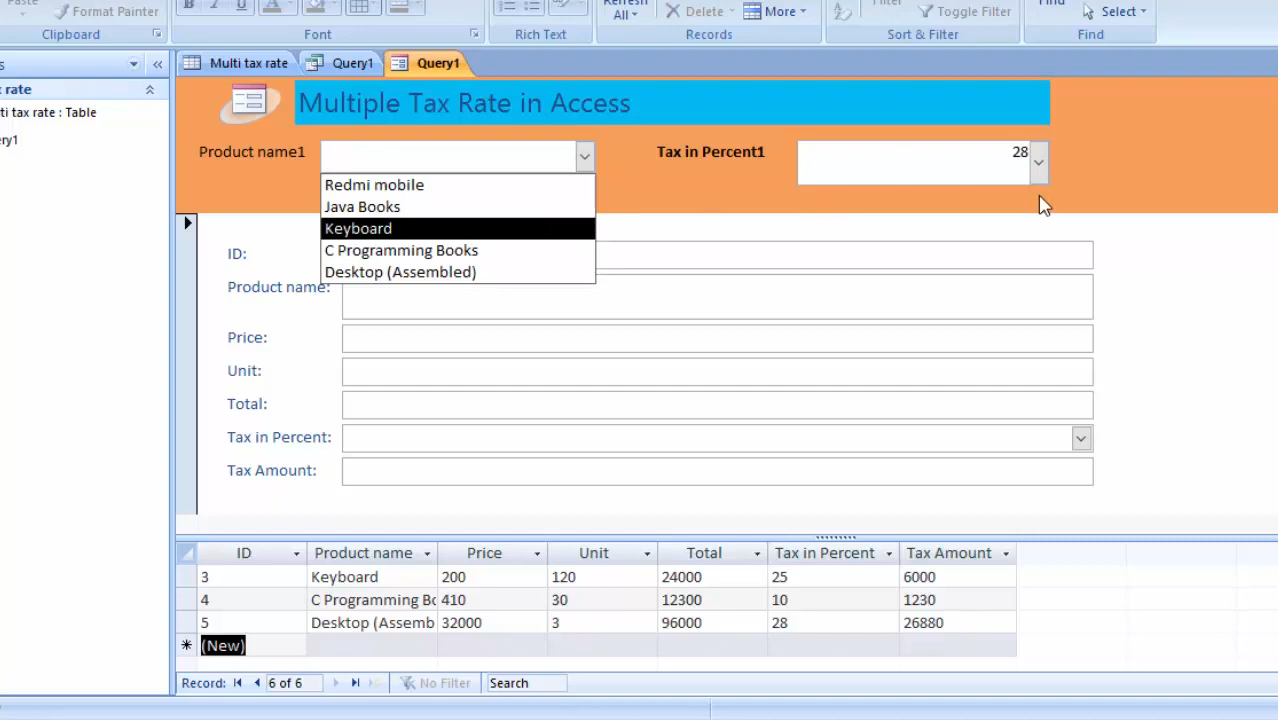 Paste
Format Painter
B I U A
Refresh
All
Delete
More
Filter
Toggle Filter
Find
Select
Clipboard
Font
Rich Text
Records
Sort & Filter
Find
s «
Multi tax rate
Query1
Query1
x rate
lti tax rate : Table
ery1
Multiple Tax Rate in Access
Product name1
Tax in Percent1
28
Redmi mobile
Java Books
Keyboard
C Programming Books
Desktop (Assembled)
ID:
Product name:
Price:
Unit:
Total:
Tax in Percent:
Tax Amount:
ID Product name Price Unit Total Tax in Percent Tax Amount
3 Keyboard 200 120 24000 25 6000
4 C Programming Bo 410 30 12300 10 1230
5 Desktop (Assemb 32000 3 96000 28 26880
(New)
Record: 6 of 6 No Filter Search